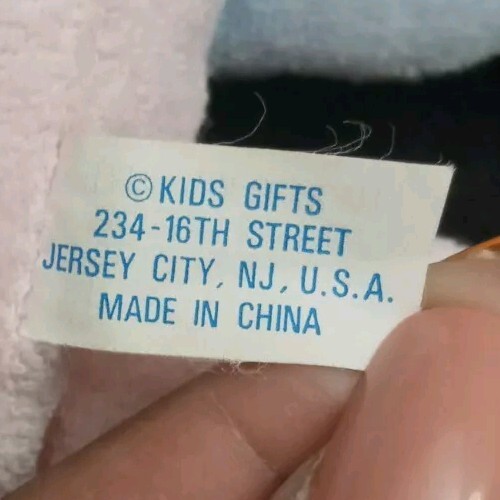 © KIDS GIFTS
234-16TH STREET
JERSEY CITY, NJ, U.S.A.
MADE IN CHINA